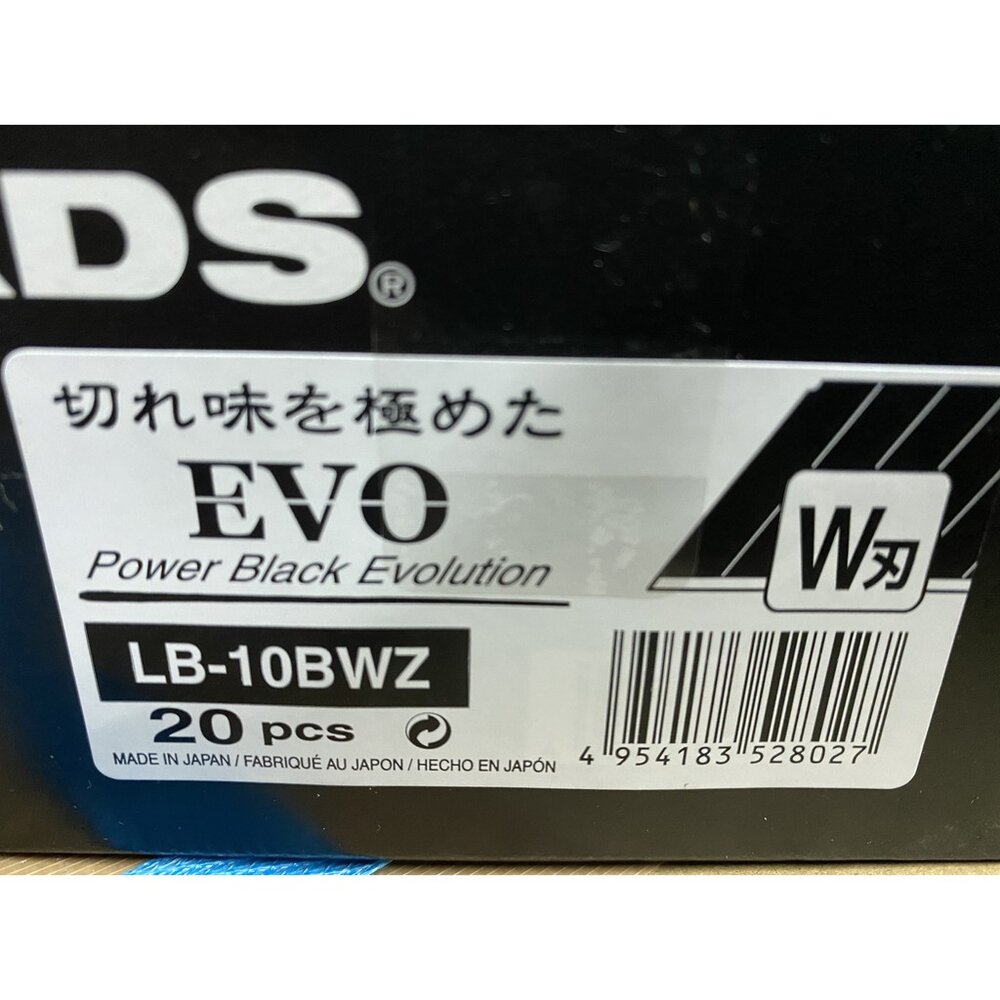 ADS®
切れ味を極めた
EVO
Power Black Evolution
W刃
LB-10BWZ
20 pcs
MADE IN JAPAN / FABRIQUÉ AU JAPON / HECHO EN JAPÓN
4 954183 528027